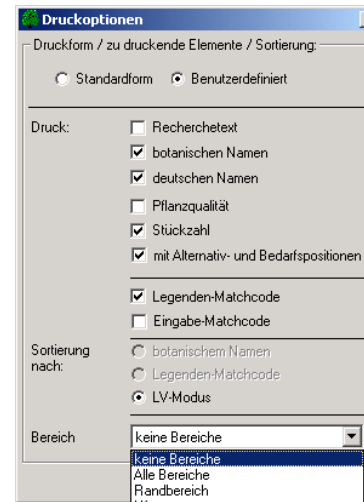 Druckoptionen
Druckform / zu druckende Elemente / Sortierung:
Standardform Benutzerdefiniert
Druck: Recherchetext
botanischen Namen
deutschen Namen
Pflanzqualität
Stückzahl
mit Alternativ- und Bedarfspositionen
Legenden-Matchcode
Eingabe-Matchcode
Sortierung nach: botanischem Namen
Legenden-Matchcode
LV-Modus
Bereich keine Bereiche
keine Bereiche
Alle Bereiche
Randbereich